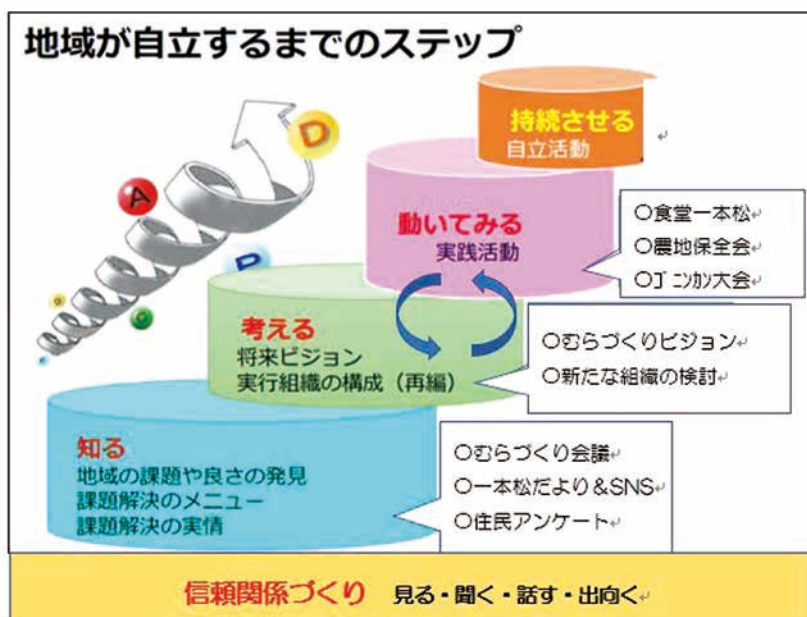 地域が自立するまでのステップ
持続させる
自立活動
動いてみる
実践活動
○食堂一本松
○農地保全会
○ゴニンカン大会
D
A
P
考える
将来ビジョン
実行組織の構成（再編）
○むらづくりビジョン
○新たな組織の検討
知る
地域の課題や良さの発見
課題解決のメニュー
課題解決の実情
○むらづくり会議
○一本松だより＆SNS
○住民アンケート
信頼関係づくり 見る・聞く・話す・出向く